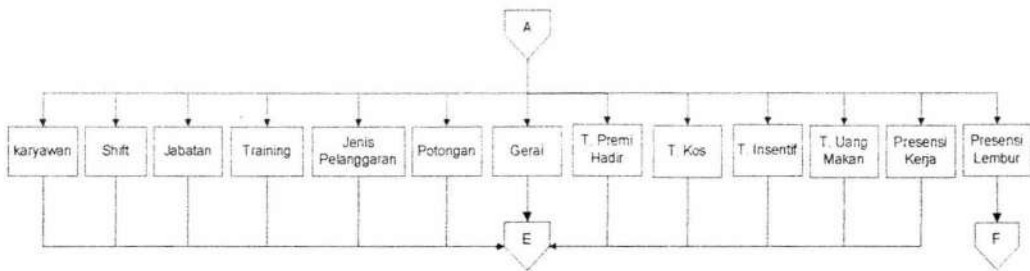 A
karyawan
Shift
Jabatan
Training
Jenis
Pelanggaran
Potongan
Gerai
T. Premi
Hadir
T. Kos
T. Insentif
T. Uang
Makan
Presensi
Kerja
Presensi
Lembur
E
F